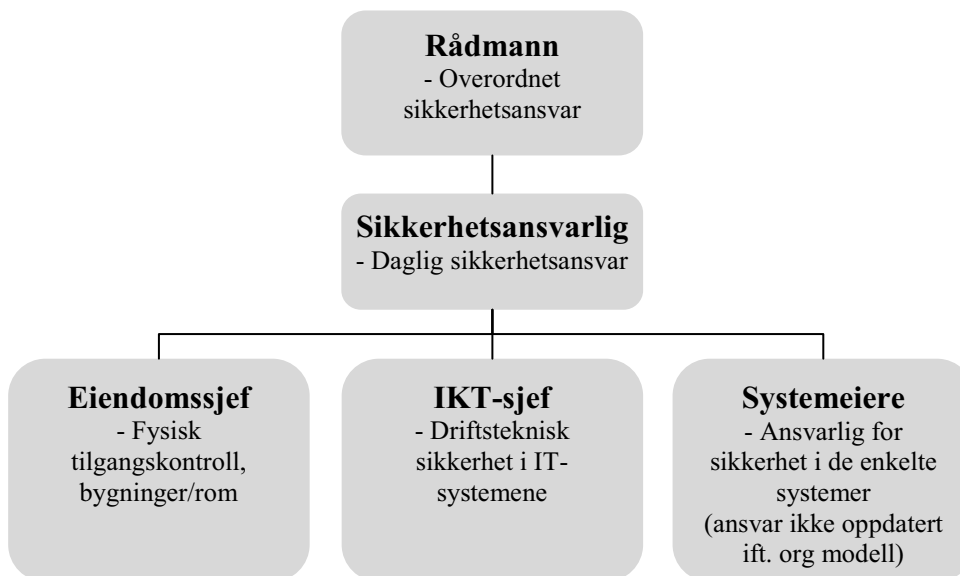 Rådmann
- Overordnet
sikkerhetsansvar
Sikkerhetsansvarlig
- Daglig sikkerhetsansvar
Eiendomssjef
- Fysisk
tilgangskontroll,
bygninger/rom
IKT-sjef
- Driftsteknisk
sikkerhet i IT-
systemene
Systemeiere
- Ansvarlig for
sikkerhet i de enkelte
systemer
(ansvar ikke oppdatert
ift. org modell)